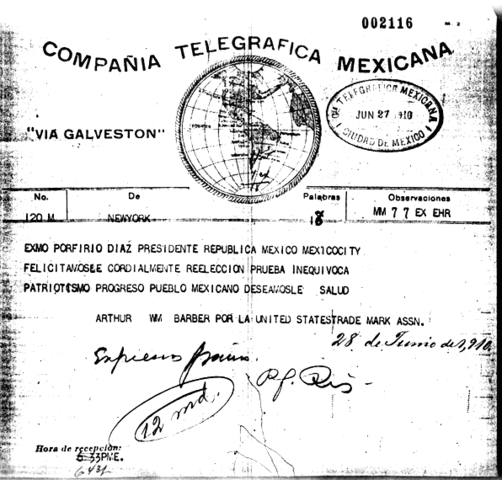 002116
COMPAÑIA TELEGRAFICA MEXICANA
"VIA GALVESTON"
CIA TELEGRAFICA MEXICANA
JUN 27 1910
CIUDAD DE MEXICO
No. De Palabras Observaciones
120 M NEWYORK MM 77 EX EHR
EXMO PORFIRIO DIAZ PRESIDENTE REPUBLICA MEXICO MEXICOCITY
FELICITAMOSLE CORDIALMENTE REELECCION PRUEBA INEQUIVOCA
PATRIOTISMO PROGRESO PUEBLO MEXICANO DESEAMOSLE SALUD
ARTHUR WM BARBER POR LA UNITED STATESTRADE MARK ASSN.
28 de Junio de 1,910.
12 md.
Hora de recepción:
5 33PME.